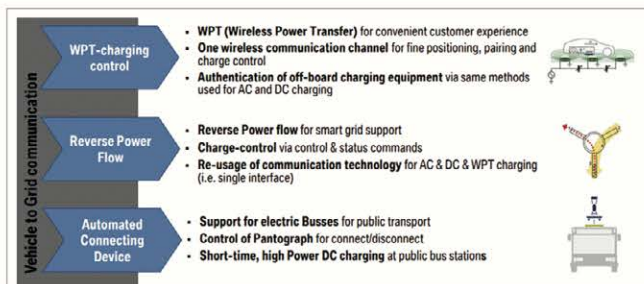 Vehicle to Grid communication
WPT-charging
control
• WPT (Wireless Power Transfer) for convenient customer experience
• One wireless communication channel for fine positioning, pairing and
charge control
• Authentication of off-board charging equipment via same methods
used for AC and DC charging
Reverse Power
Flow
• Reverse Power flow for smart grid support
• Charge-control via control & status commands
• Re-usage of communication technology for AC & DC & WPT charging
(i.e. single interface)
Automated
Connecting
Device
• Support for electric Busses for public transport
• Control of Pantograph for connect/disconnect
• Short-time, high Power DC charging at public bus stations